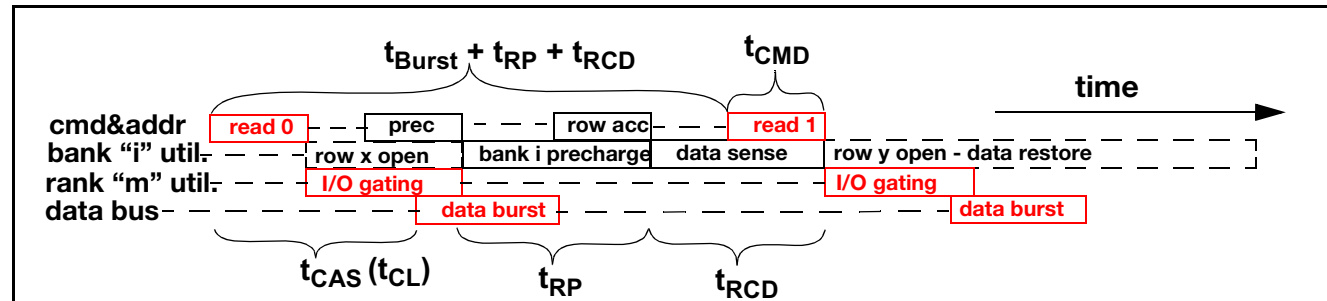 tBurst + tRP + tRCD
tCMD
time
cmd&addr read 0 prec row acc read 1
bank “i” util. row x open bank i precharge data sense row y open - data restore
rank “m” util. I/O gating I/O gating
data bus data burst data burst
tCAS (tCL) tRP tRCD